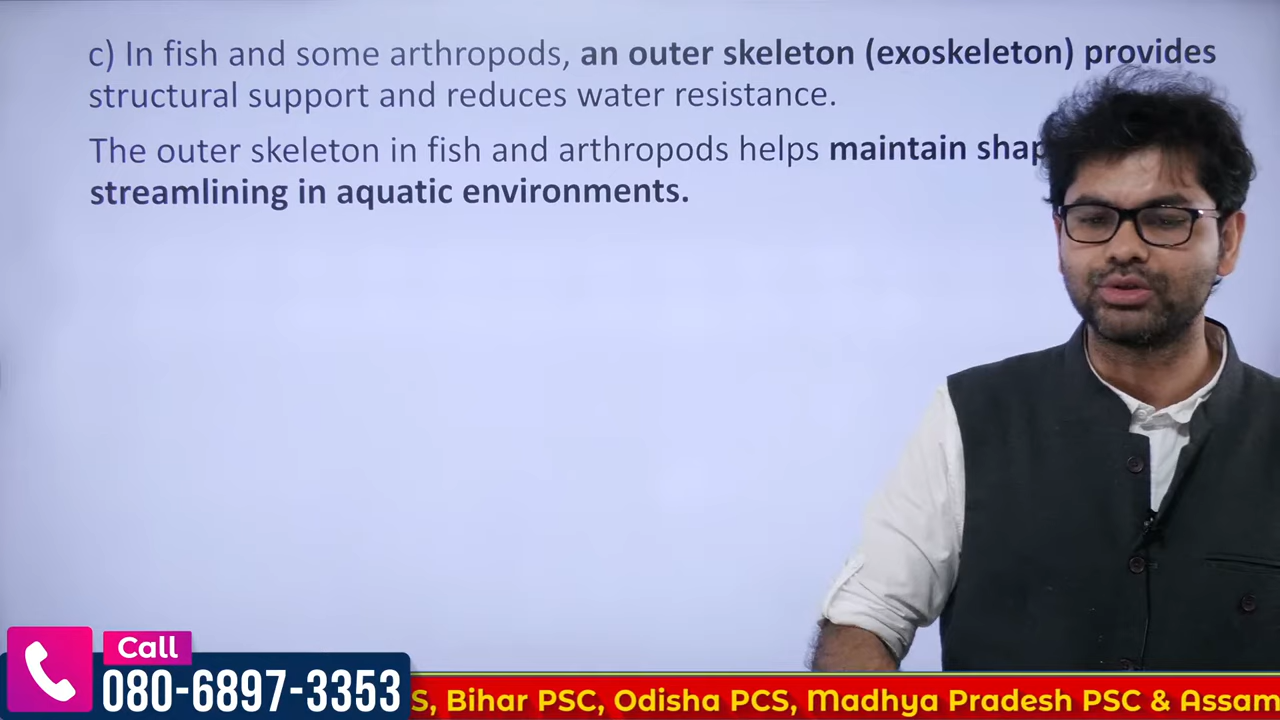 c) In fish and some arthropods, an outer skeleton (exoskeleton) provides
structural support and reduces water resistance.
The outer skeleton in fish and arthropods helps maintain
streamlining in aquatic environments.
Call
080-6897-3353
S, Bihar PSC, Odisha PCS, Madhya Pradesh PSC & Assam